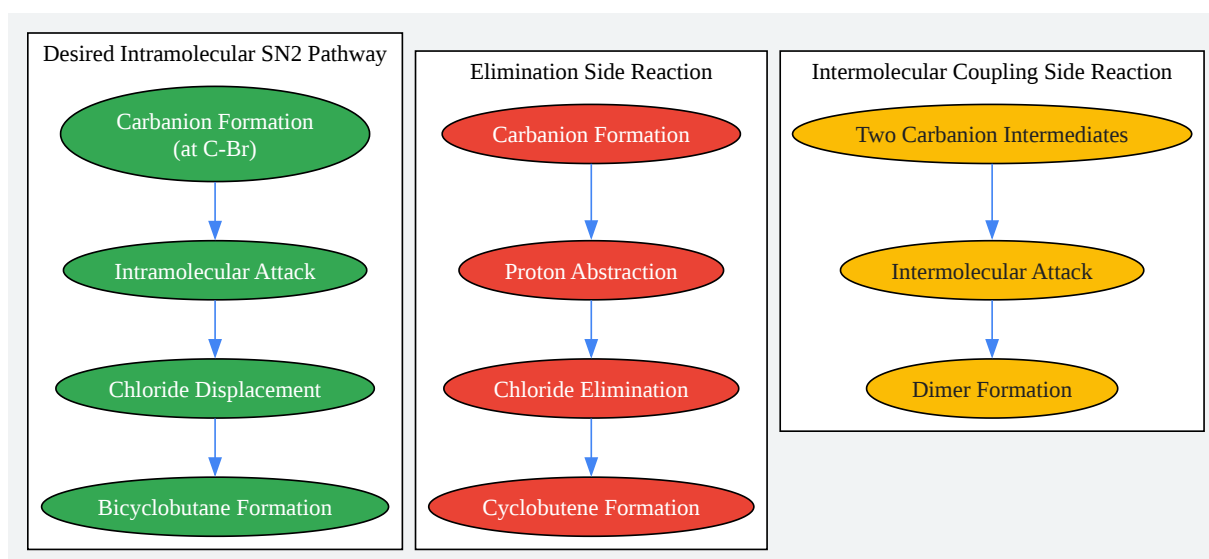 Desired Intramolecular SN2 Pathway
Carbanion Formation
(at C-Br)
Intramolecular Attack
Chloride Displacement
Bicyclobutane Formation
Elimination Side Reaction
Carbanion Formation
Proton Abstraction
Chloride Elimination
Cyclobutene Formation
Intermolecular Coupling Side Reaction
Two Carbanion Intermediates
Intermolecular Attack
Dimer Formation